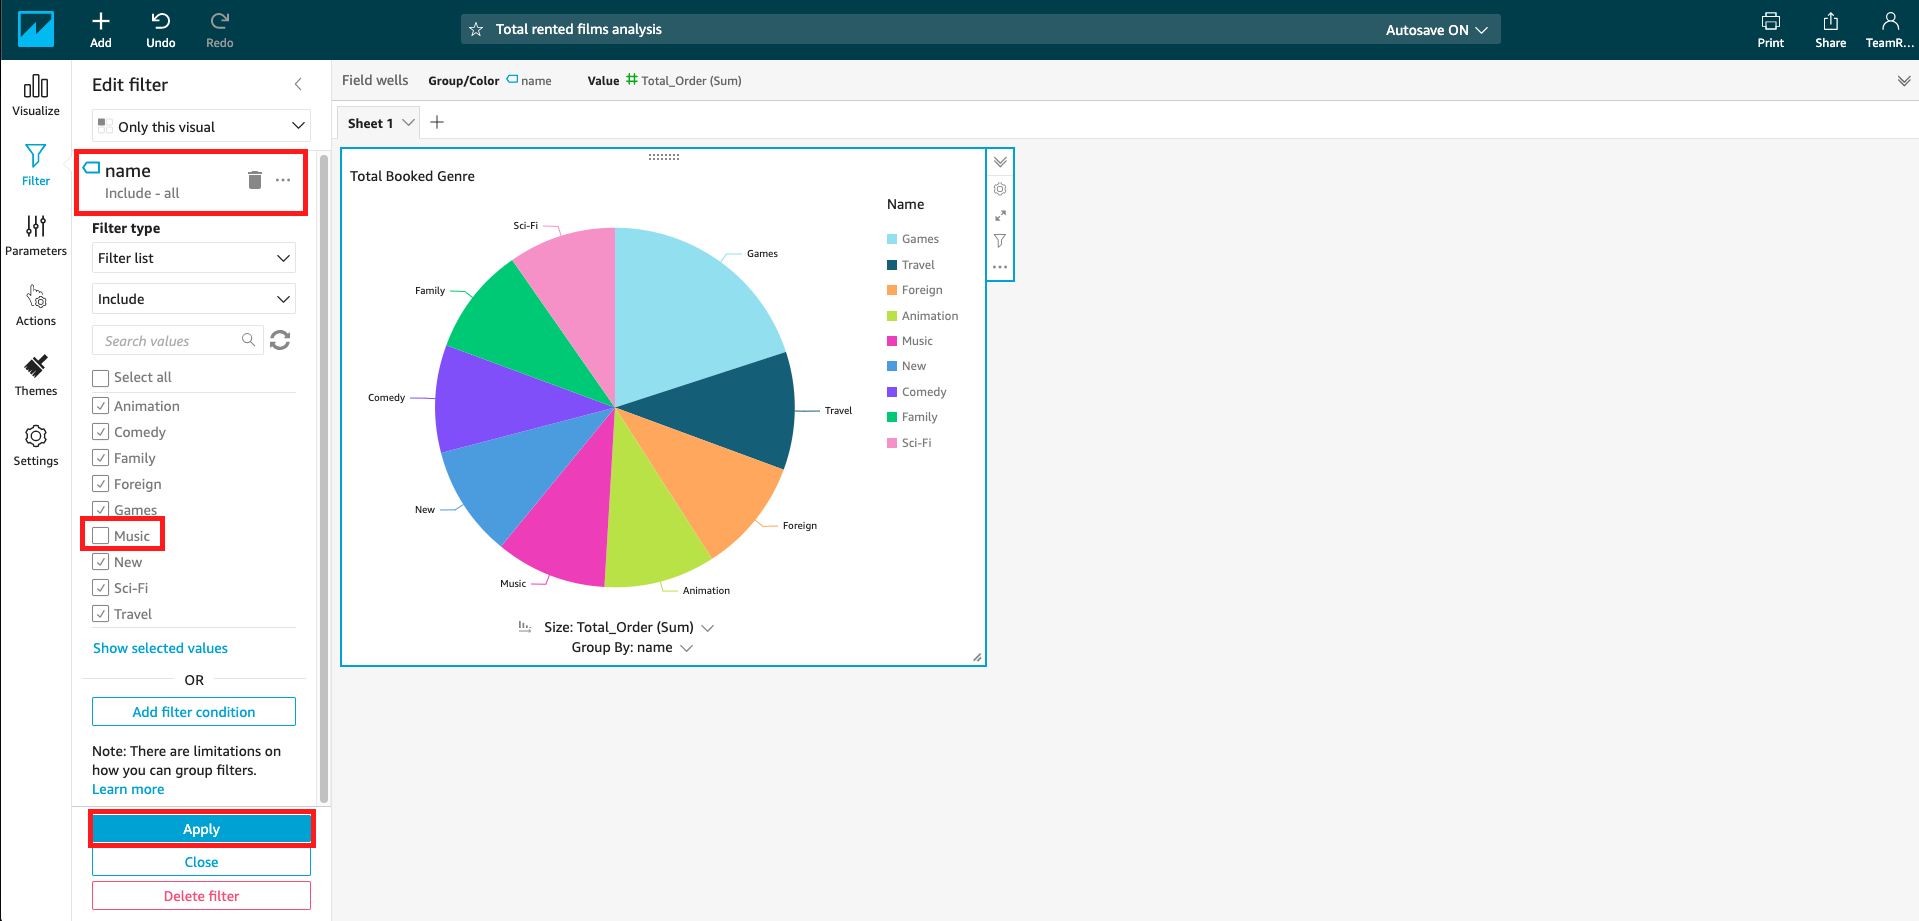 Add
Undo
Redo
Total rented films analysis
Autosave ON
Print
Share
TeamR...
Visualize
Filter
Parameters
Actions
Themes
Settings
Edit filter
Only this visual
name
Include - all
Filter type
Filter list
Include
Search values
Select all
Animation
Comedy
Family
Foreign
Games
Music
New
Sci-Fi
Travel
Show selected values
OR
Add filter condition
Note: There are limitations on
how you can group filters.
Learn more
Apply
Close
Delete filter
Field wells Group/Color name Value Total_Order (Sum)
Sheet 1
Total Booked Genre
Sci-Fi
Games
Family
Comedy
Travel
New
Foreign
Music
Animation
Name
Games
Travel
Foreign
Animation
Music
New
Comedy
Family
Sci-Fi
Size: Total_Order (Sum)
Group By: name